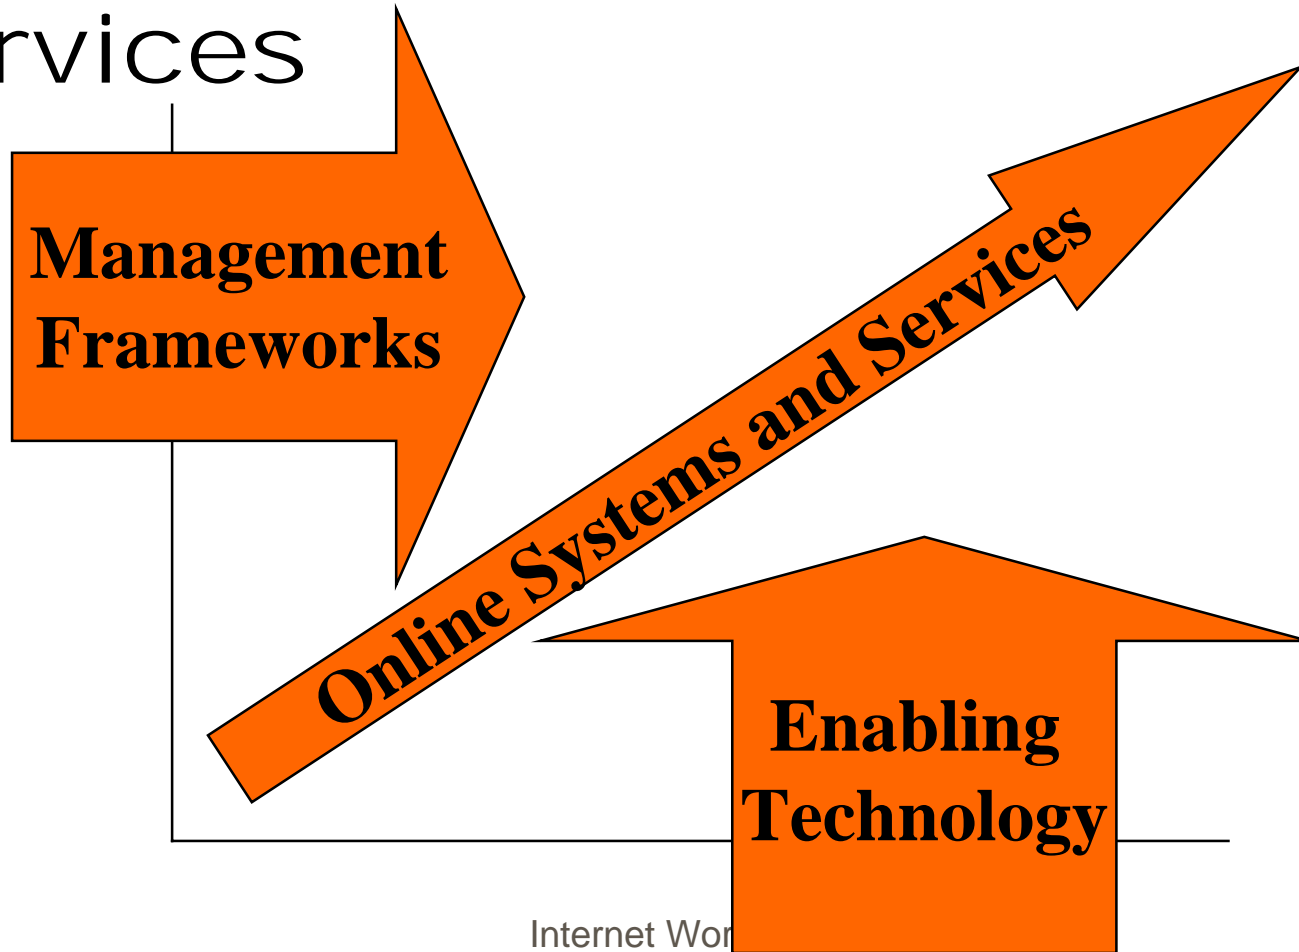 rvices
Management
Frameworks
Online Systems and Services
Enabling
Technology
Internet Wor